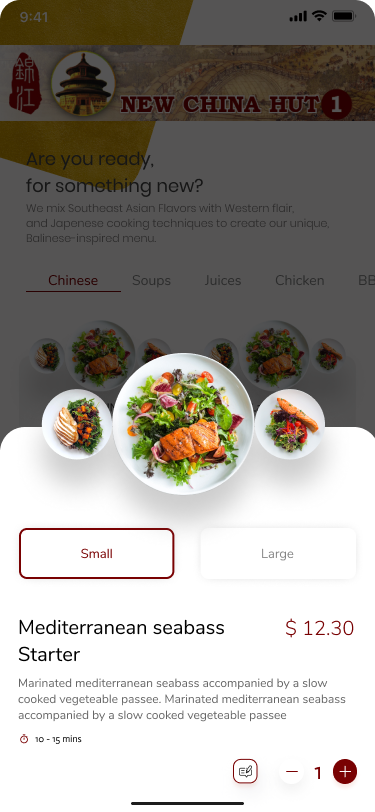 9:41
錦
江
NEW CHINA HUT 1
Are you ready,
for something new?
We mix Southeast Asian Flavors with Western flair,
and Japenese cooking techniques to create our unique,
Balinese-inspired menu.
Chinese Soups Juices Chicken BB
Small Large
Mediterranean seabass $ 12.30
Starter
Marinated mediterranean seabass accompanied by a slow
cooked vegeteable passee. Marinated mediterranean seabass
accompanied by a slow cooked vegeteable passee
10 - 15 mins
1